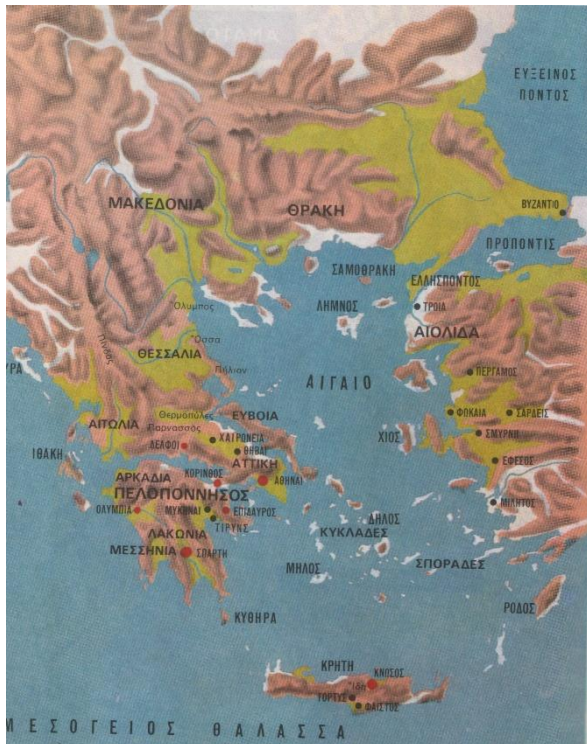 ΕΥΞΕΙΝΟΣ
ΠΟΝΤΟΣ
ΜΑΚΕΔΟΝΙΑ
ΘΡΑΚΗ
ΒΥΖΑΝΤΙΟ
ΠΡΟΠΟΝΤΙΣ
ΣΑΜΟΘΡΑΚΗ
ΕΛΛΗΣΠΟΝΤΟΣ
Όλυμπος
ΛΗΜΝΟΣ
ΤΡΟΙΑ
ΑΙΟΛΙΔΑ
Όσσα
Πίνδος
ΘΕΣΣΑΛΙΑ
Πήλιον
ΠΕΡΓΑΜΟΣ
ΑΙΓΑΙΟ
Θερμοπύλες
ΕΥΒΟΙΑ
ΦΩΚΑΙΑ
ΣΑΡΔΕΙΣ
ΑΙΤΩΛΙΑ
Παρνασσός
ΧΑΙΡΩΝΕΙΑ
ΧΙΟΣ
ΣΜΥΡΝΗ
ΙΘΑΚΗ
ΔΕΛΦΟΙ
ΘΗΒΑΙ
ΑΤΤΙΚΗ
ΕΦΕΣΟΣ
ΑΡΚΑΔΙΑ
ΚΟΡΙΝΘΟΣ
ΑΘΗΝΑΙ
ΠΕΛΟΠΟΝΝΗΣΟΣ
ΟΛΥΜΠΙΑ
ΜΥΚΗΝΑΙ
ΕΠΙΔΑΥΡΟΣ
ΜΙΛΗΤΟΣ
ΤΙΡΥΝΣ
ΔΗΛΟΣ
ΛΑΚΩΝΙΑ
ΚΥΚΛΑΔΕΣ
ΜΕΣΣΗΝΙΑ
ΣΠΑΡΤΗ
ΜΗΛΟΣ
ΣΠΟΡΑΔΕΣ
ΡΟΔΟΣ
ΚΥΘΗΡΑ
ΚΡΗΤΗ
ΚΝΩΣΟΣ
Ίδη
ΓΟΡΤΥΣ
ΦΑΙΣΤΟΣ
ΜΕΣΟΓΕΙΟΣ ΘΑΛΑΣΣΑ